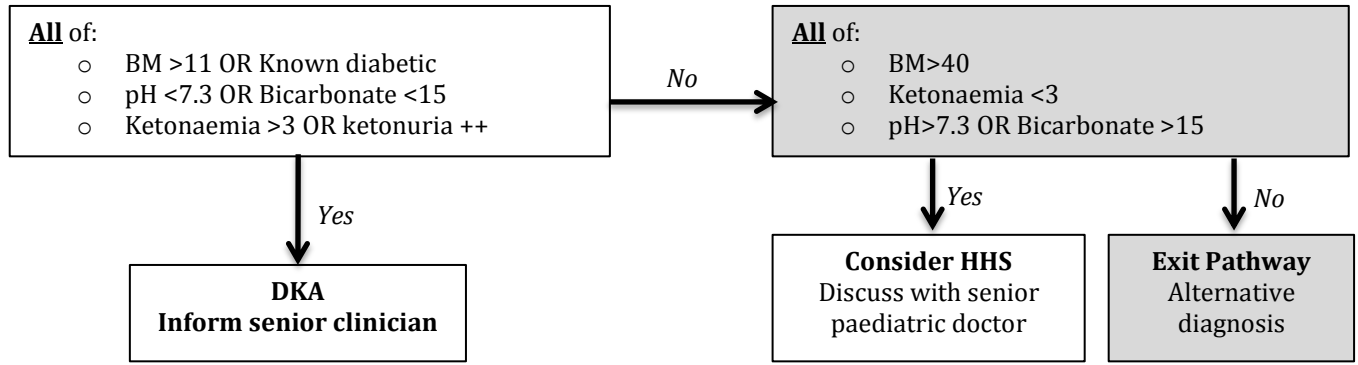 All of:
o BM >11 OR Known diabetic
o pH <7.3 OR Bicarbonate <15
o Ketonaemia >3 OR ketonuria ++
No
All of:
o BM>40
o Ketonaemia <3
o pH>7.3 OR Bicarbonate >15
Yes
Yes
No
DKA
Inform senior clinician
Consider HHS
Discuss with senior
paediatric doctor
Exit Pathway
Alternative
diagnosis